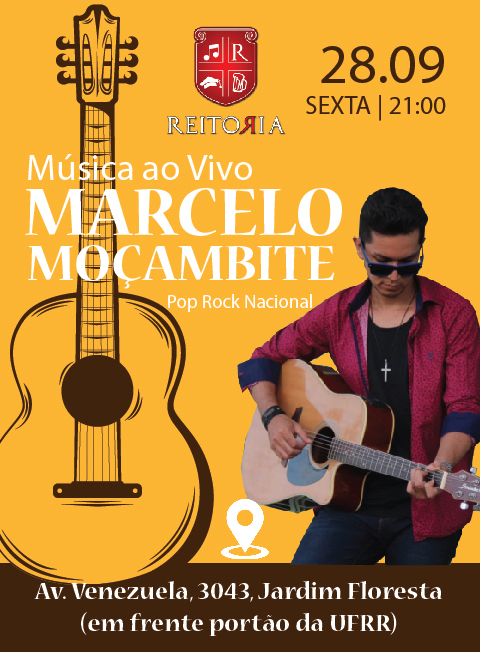 R
REITORIA
28.09
SEXTA | 21:00
Música ao Vivo
MARCELO
MOÇAMBITE
Pop Rock Nacional
Av. Venezuela, 3043, Jardim Floresta
(em frente portão da UFRR)